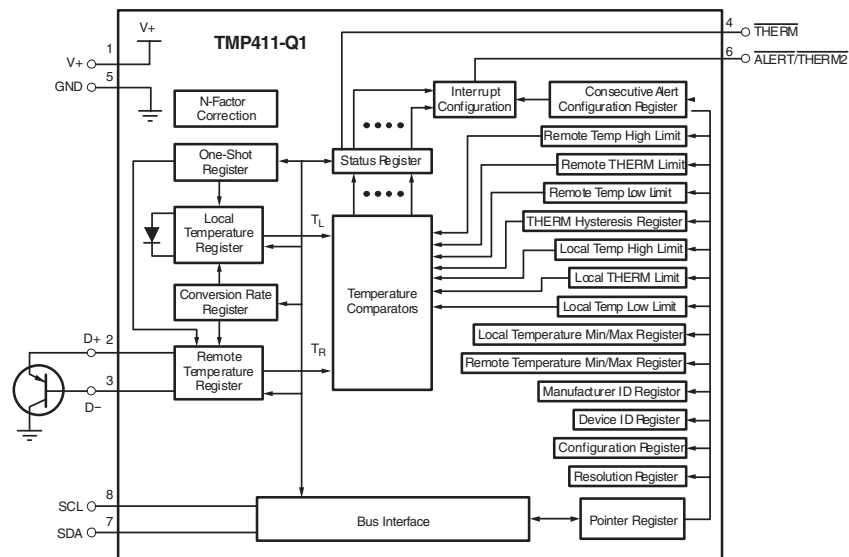 V+
TMP411-Q1
1
V+
5
GND
4
THERM
6
ALERT/THERM2
N-Factor
Correction
Interrupt
Configuration
Consecutive Alert
Configuration Register
One-Shot
Register
Status Register
Remote Temp High Limit
Remote THERM Limit
Remote Temp Low Limit
THERM Hysteresis Register
Local Temp High Limit
Local THERM Limit
Local Temp Low Limit
Local Temperature Min/Max Register
Remote Temperature Min/Max Register
Manufacturer ID Registor
Device ID Register
Configuration Register
Resolution Register
Local
Temperature
Register
TL
Temperature
Comparators
Conversion Rate
Register
D+
2
Remote
Temperature
Register
TR
3
D−
8
SCL
7
SDA
Bus Interface
Pointer Register